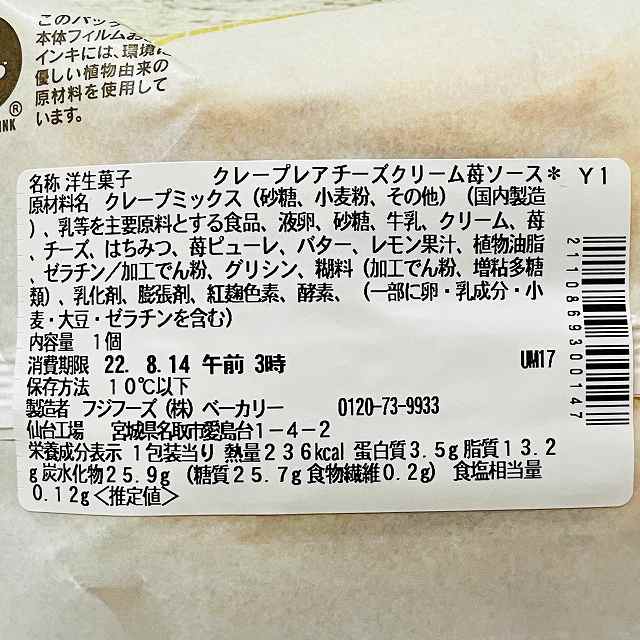 このパッ
本体フィルムお
インキには、環境に
優しい植物由来の
原材料を使用して
います。
®
INK
名称 洋生菓子 クレープレアチーズクリーム苺ソース* Y1
原材料名 クレープミックス（砂糖、小麦粉、その他）（国内製造
）、乳等を主要原料とする食品、液卵、砂糖、牛乳、クリーム、苺
、チーズ、はちみつ、苺ピューレ、バター、レモン果汁、植物油脂
、ゼラチン／加工でん粉、グリシン、糊料（加工でん粉、増粘多糖
類）、乳化剤、膨張剤、紅麹色素、酵素、（一部に卵・乳成分・小
麦・大豆・ゼラチンを含む）
内容量 1個
消費期限 22. 8.14 午前 3時 UM17
保存方法 10℃以下
製造者 フジフーズ（株）ベーカリー 0120-73-9933
仙台工場 宮城県名取市愛島台1-4-2
栄養成分表示 1包装当り 熱量236kcal 蛋白質3.5g 脂質13.2
g 炭水化物25.9g （糖質25.7g 食物繊維0.2g） 食塩相当量
0.12g＜推定値＞
2110869300147